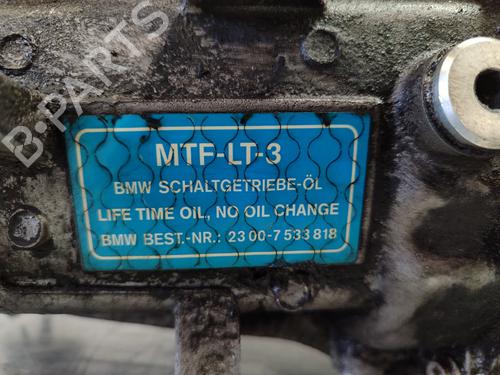 B-PARTS
MTF-LT-3
BMW SCHALTGETRIEBE-ÖL
LIFE TIME OIL, NO OIL CHANGE
BMW BEST.-NR.: 23 00-7 533 818